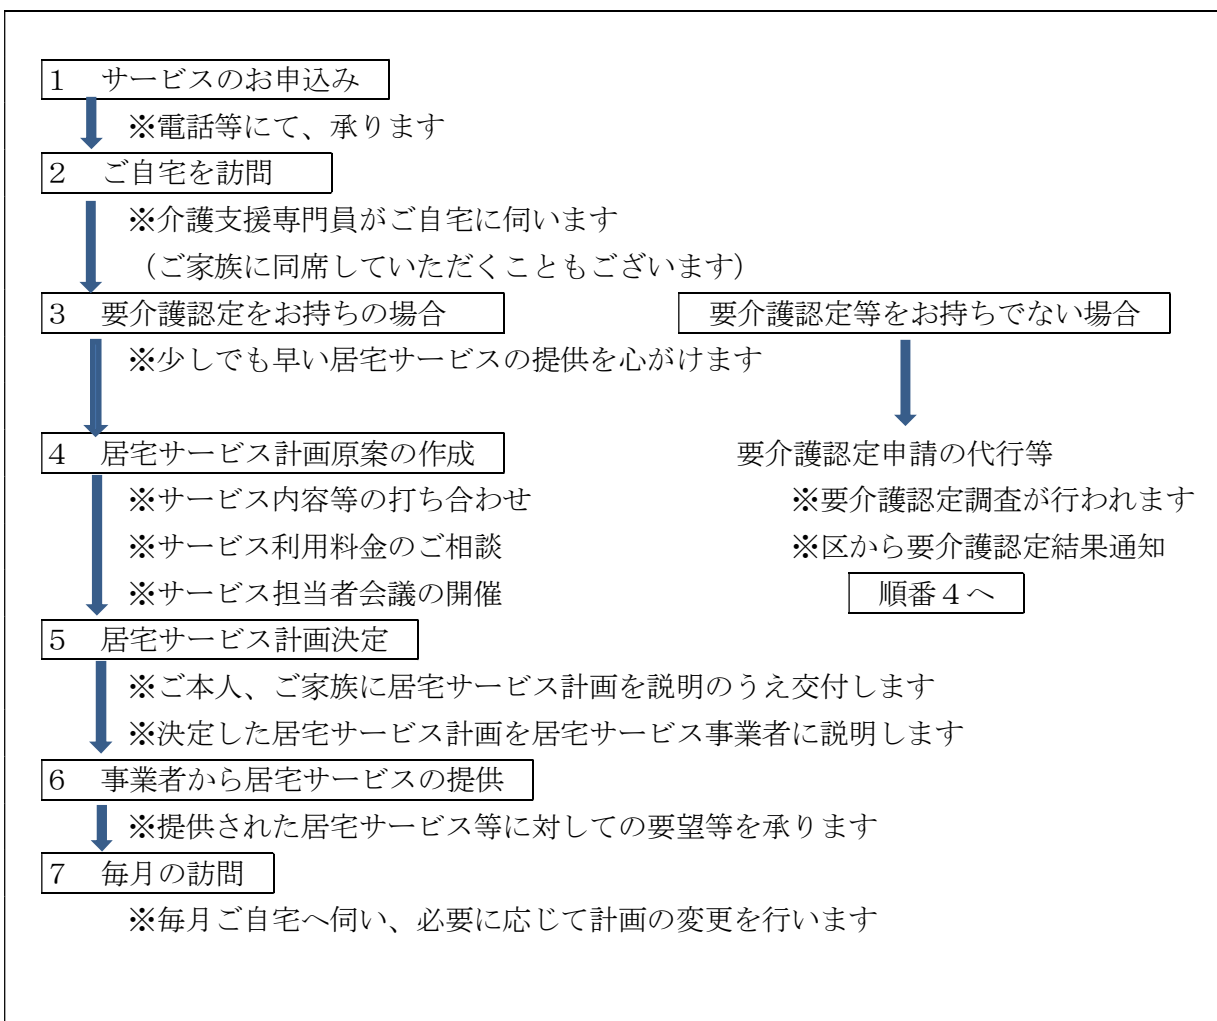 １　サービスのお申込み
※電話等にて、承ります
２　ご自宅を訪問
※介護支援専門員がご自宅に伺います
（ご家族に同席していただくこともございます）
３　要介護認定をお持ちの場合
要介護認定等をお持ちでない場合
※少しでも早い居宅サービスの提供を心がけます
４　居宅サービス計画原案の作成
要介護認定申請の代行等
※サービス内容等の打ち合わせ
※要介護認定調査が行われます
※サービス利用料金のご相談
※区から要介護認定結果通知
※サービス担当者会議の開催
順番４へ
５　居宅サービス計画決定
※ご本人、ご家族に居宅サービス計画を説明のうえ交付します
※決定した居宅サービス計画を居宅サービス事業者に説明します
６　事業者から居宅サービスの提供
※提供された居宅サービス等に対しての要望等を承ります
７　毎月の訪問
※毎月ご自宅へ伺い、必要に応じて計画の変更を行います